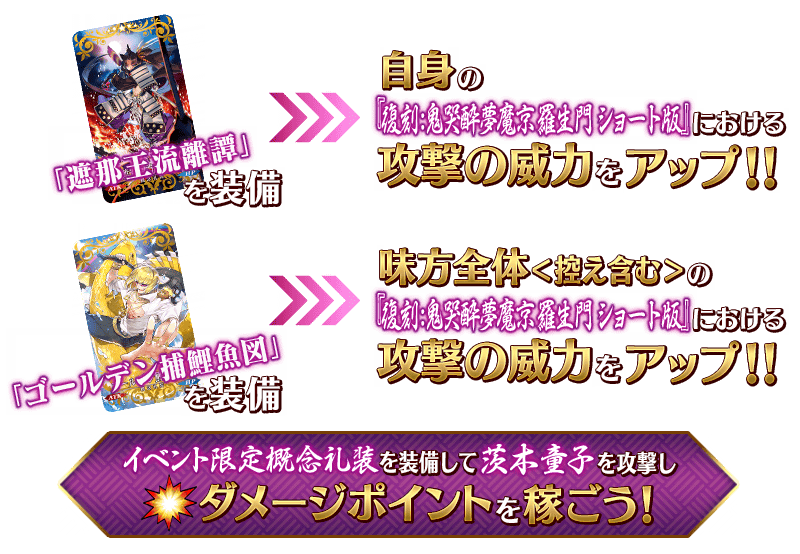 「遮那王流離譚」
を装備
自身の
『復刻:鬼哭酔夢魔京羅生門 ショート版』における
攻撃の威力をアップ!!
「ゴールデン捕鯉魚図」
を装備
味方全体<控え含む>の
『復刻:鬼哭酔夢魔京羅生門 ショート版』における
攻撃の威力をアップ!!
イベント限定概念礼装を装備して茨木童子を攻撃し
ダメージポイントを稼ごう!